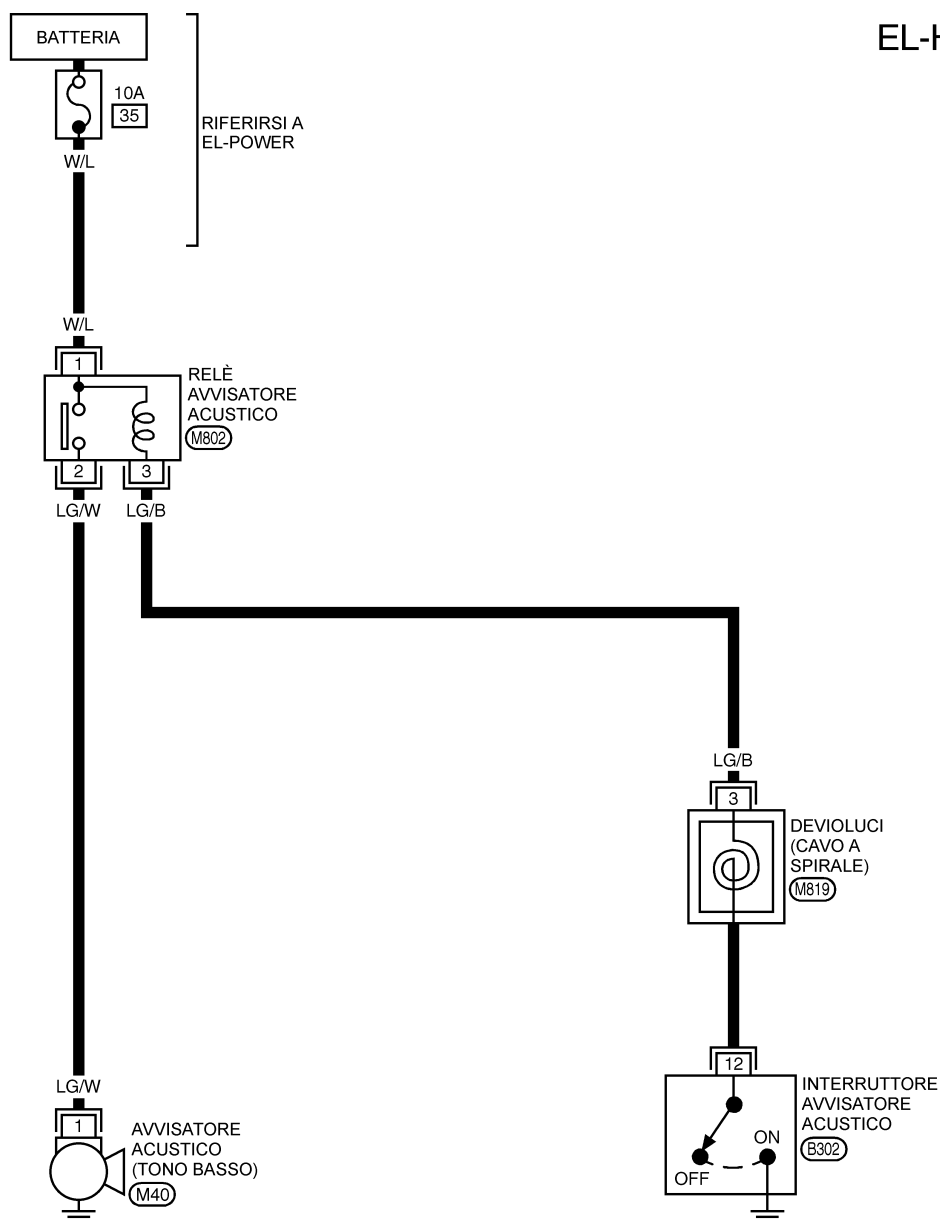 BATTERIA
EL-H
10A
35
RIFERIRSI A
EL-POWER
W/L
W/L
1
RELÈ
AVVISATORE
ACUSTICO
M802
2
3
LG/W
LG/B
LG/B
3
DEVIOLUCI
(CAVO A
SPIRALE)
M819
12
INTERRUTTORE
AVVISATORE
ACUSTICO
B302
ON
OFF
LG/W
1
AVVISATORE
ACUSTICO
(TONO BASSO)
M40